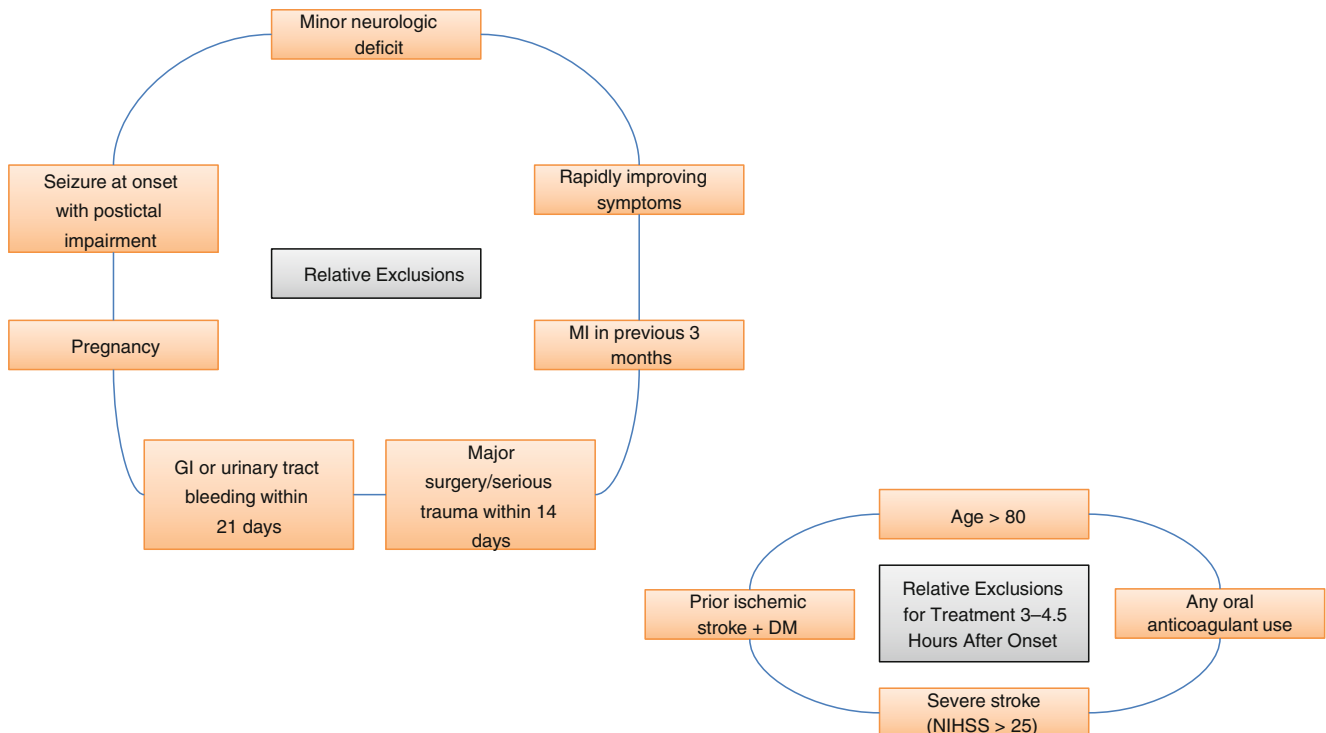 Minor neurologic
deficit
Seizure at onset
with postictal
impairment
Rapidly improving
symptoms
Relative Exclusions
Pregnancy
MI in previous 3
months
GI or urinary tract
bleeding within
21 days
Major
surgery/serious
trauma within 14
days
Age > 80
Prior ischemic
stroke + DM
Relative Exclusions
for Treatment 3–4.5
Hours After Onset
Any oral
anticoagulant use
Severe stroke
(NIHSS > 25)